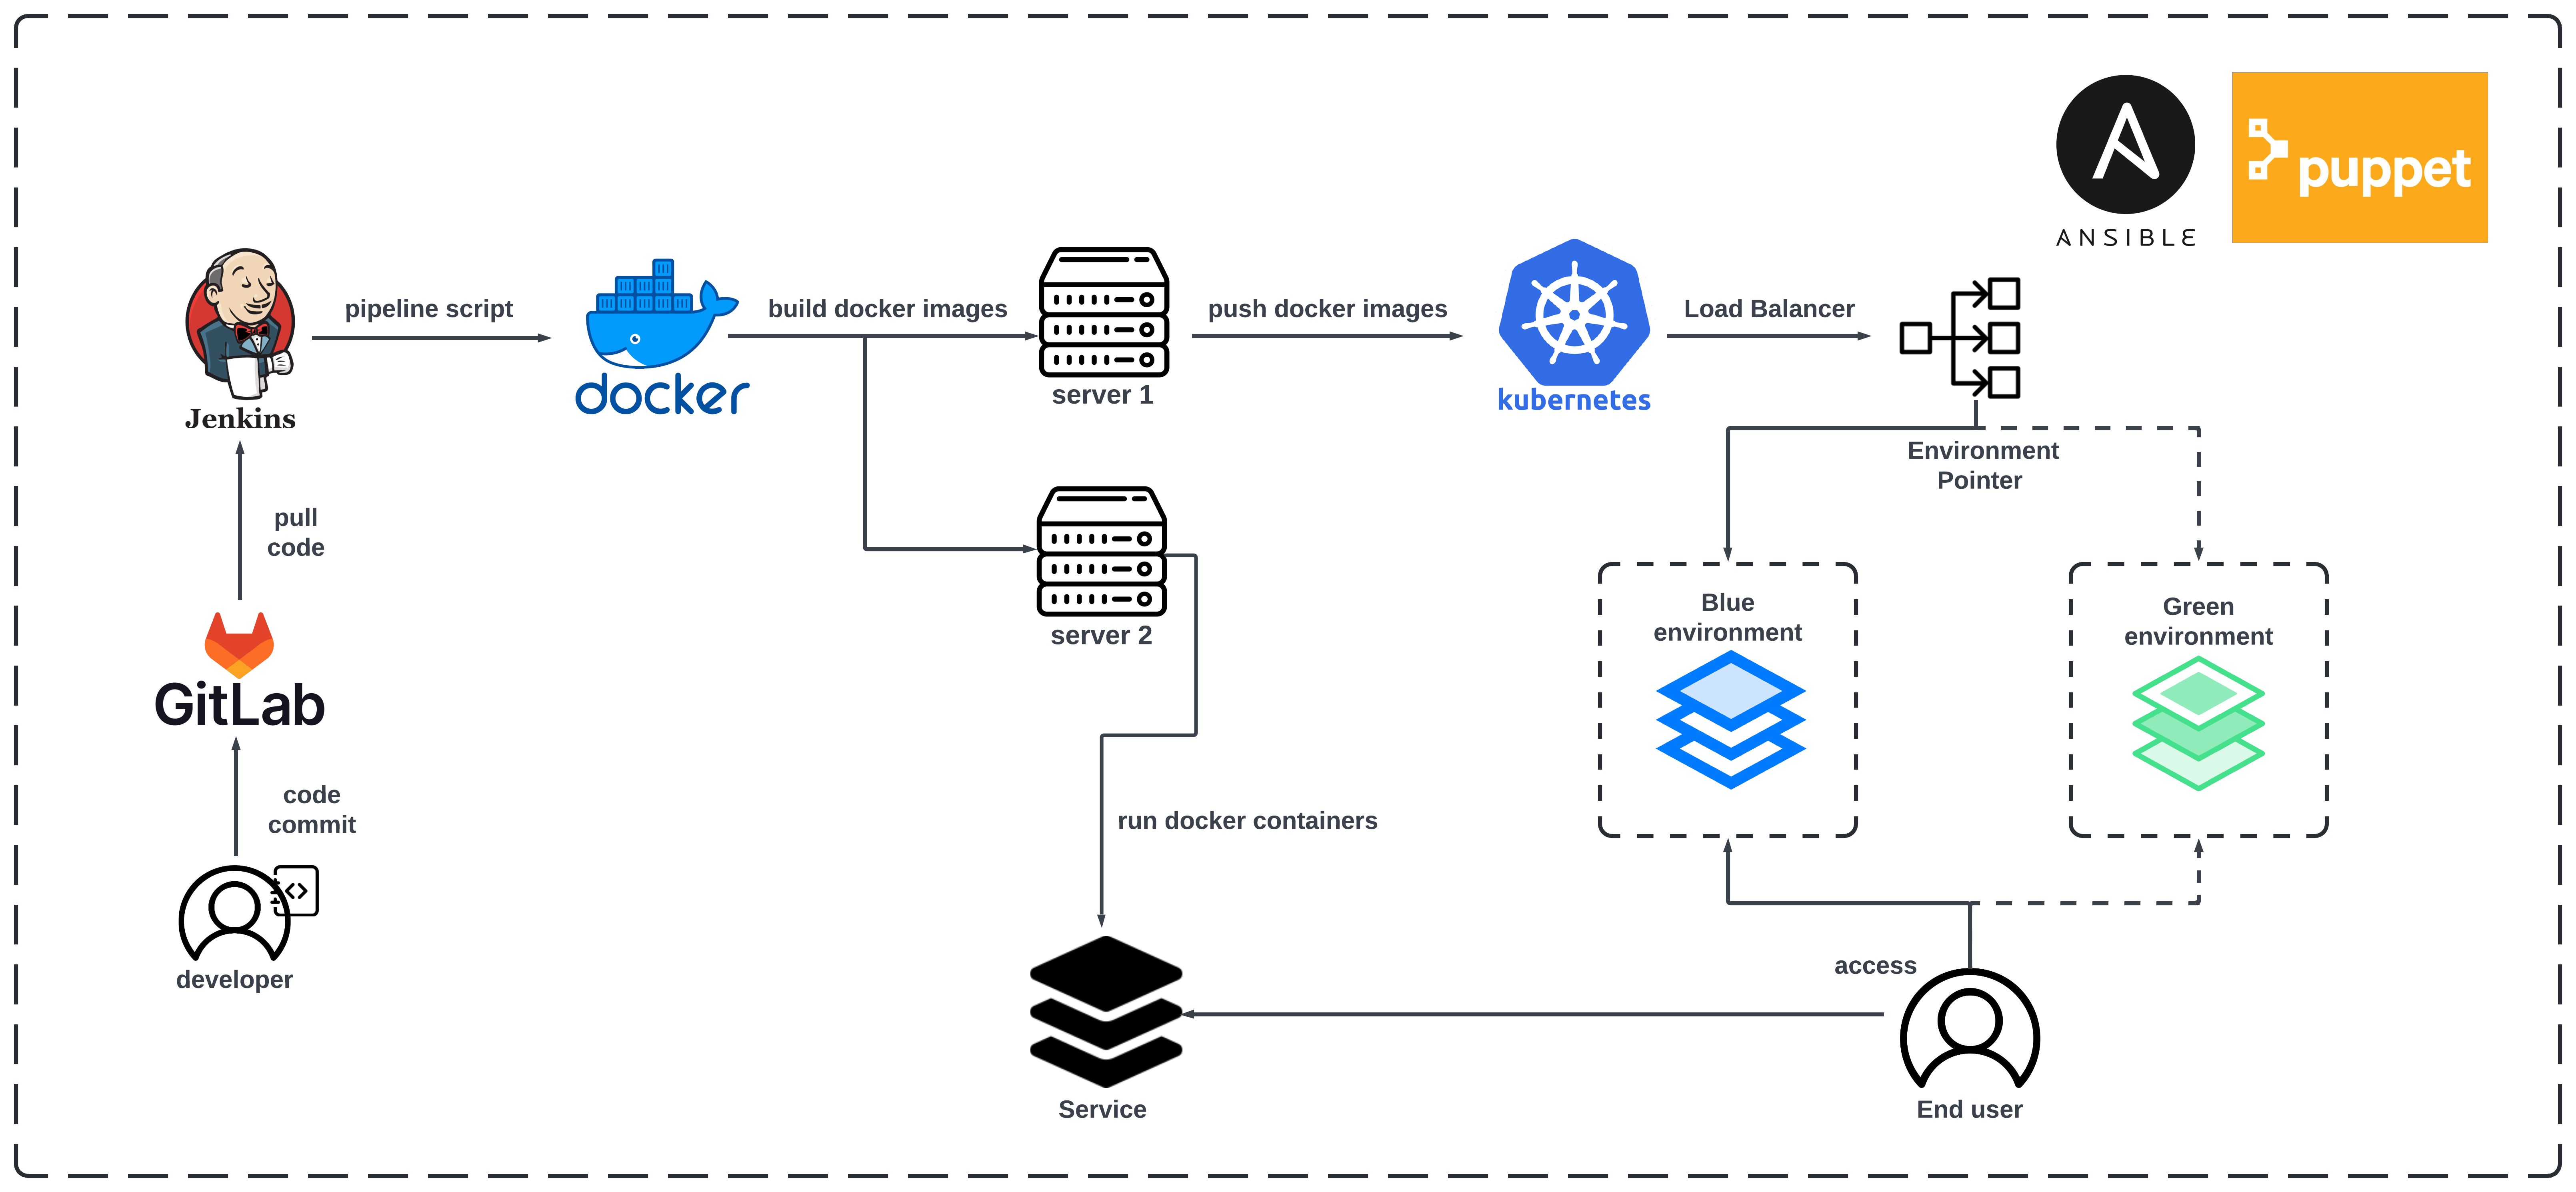 ANSIBLE
puppet
Jenkins
pipeline script
docker
build docker images
server 1
push docker images
kubernetes
Load Balancer
Environment
Pointer
pull
code
server 2
Blue
environment
Green
environment
GitLab
code
commit
run docker containers
developer
access
Service
End user